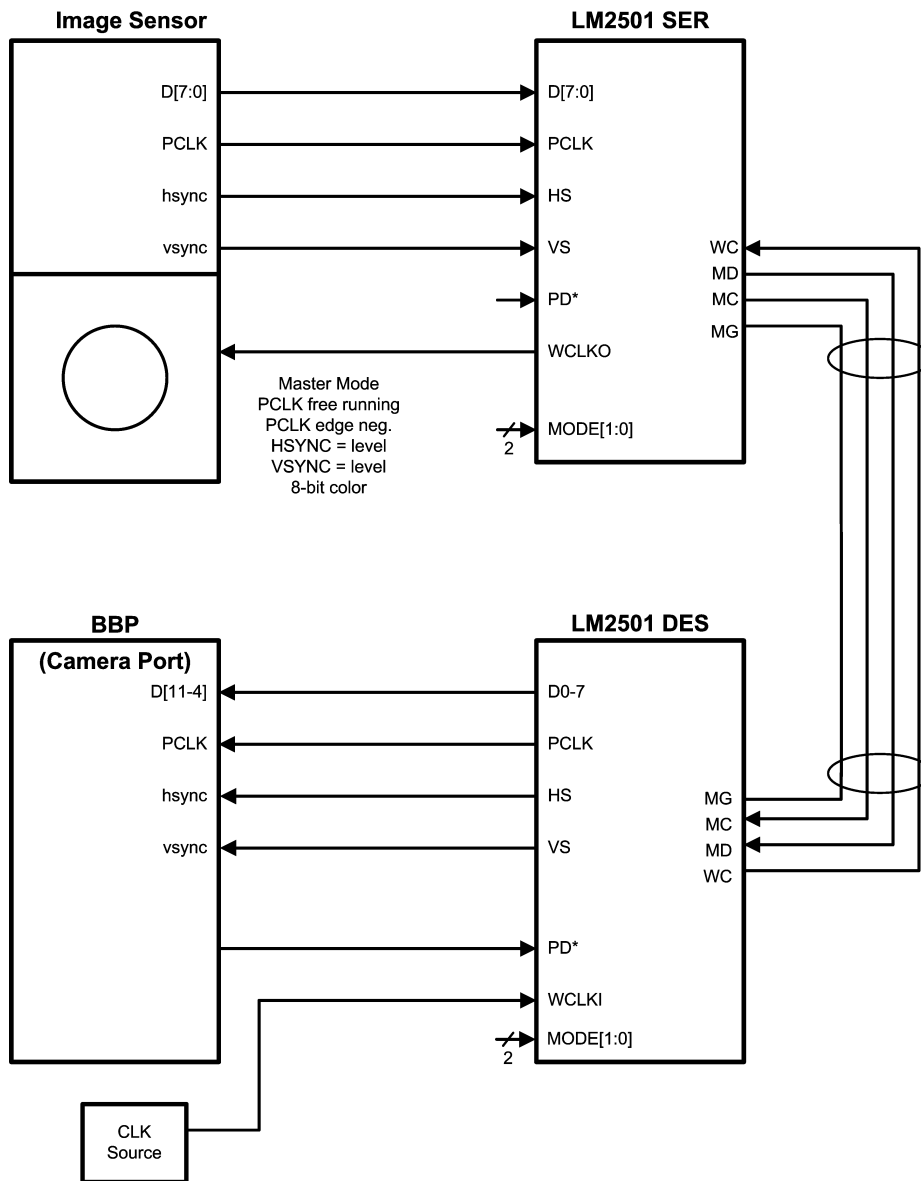 Image Sensor
D[7:0]
PCLK
hsync
vsync
LM2501 SER
D[7:0]
PCLK
HS
VS
PD*
WCLKO
MODE[1:0]
2
WC
MD
MC
MG
Master Mode
PCLK free running
PCLK edge neg.
HSYNC = level
VSYNC = level
8-bit color
BBP
(Camera Port)
D[11-4]
PCLK
hsync
vsync
LM2501 DES
D0-7
PCLK
HS
VS
PD*
WCLKI
MODE[1:0]
2
MG
MC
MD
WC
CLK
Source